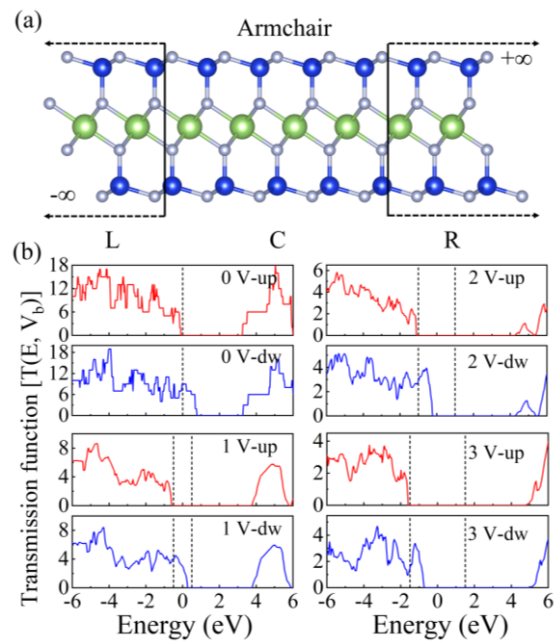 (a)
Armchair
+∞
-∞
L C R
(b)
Transmission function [T(E, V_b)]
18
12
6
0
0 V-up
6
4
2
0
2 V-up
18
12
6
0
0 V-dw
4
2
0
2 V-dw
8
4
0
1 V-up
4
2
0
3 V-up
8
4
0
1 V-dw
4
2
0
3 V-dw
-6 -4 -2 0 2 4 6
-6 -4 -2 0 2 4 6
Energy (eV) Energy (eV)